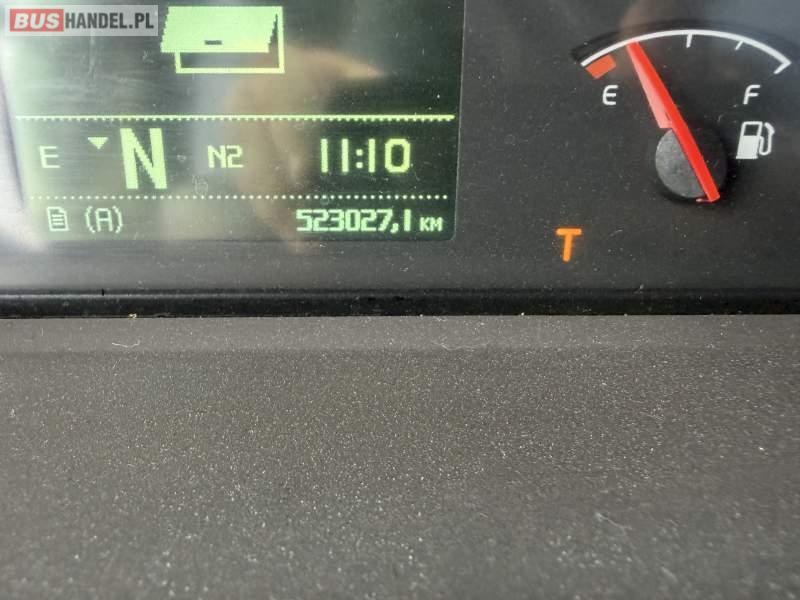 BUSHANDEL.PL
E N N2 11:10
(A) 523027,1 KM
E F
T